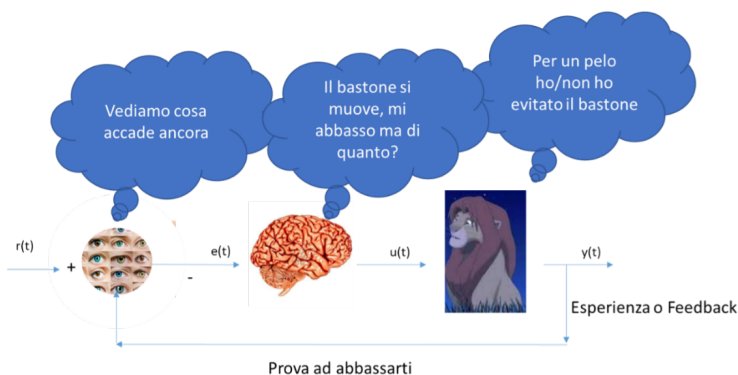 Per un pelo
ho/non ho
evitato il bastone
Il bastone si
muove, mi
abbasso ma di
quanto?
Vediamo cosa
accade ancora
r(t)
+
-
e(t)
u(t)
y(t)
Esperienza o Feedback
Prova ad abbassarti